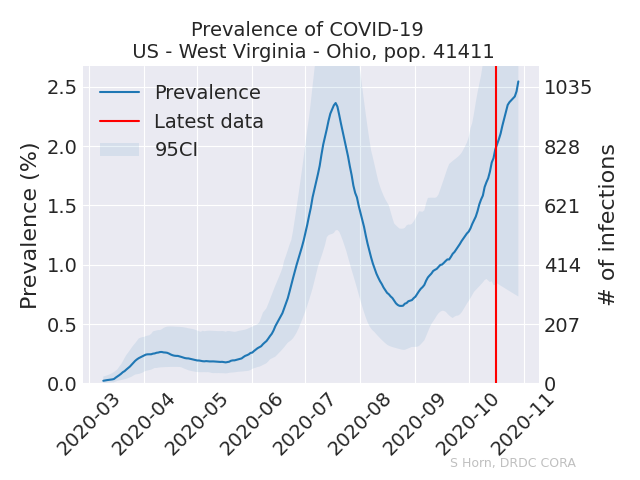 Prevalence of COVID-19
US - West Virginia - Ohio, pop. 41411
Prevalence
Latest data
95CI
Prevalence (%)
2.5
2.0
1.5
1.0
0.5
0.0
1035
828
621
414
207
0
# of infections
2020-03
2020-04
2020-05
2020-06
2020-07
2020-08
2020-09
2020-10
2020-11
S Horn, DRDC CORA